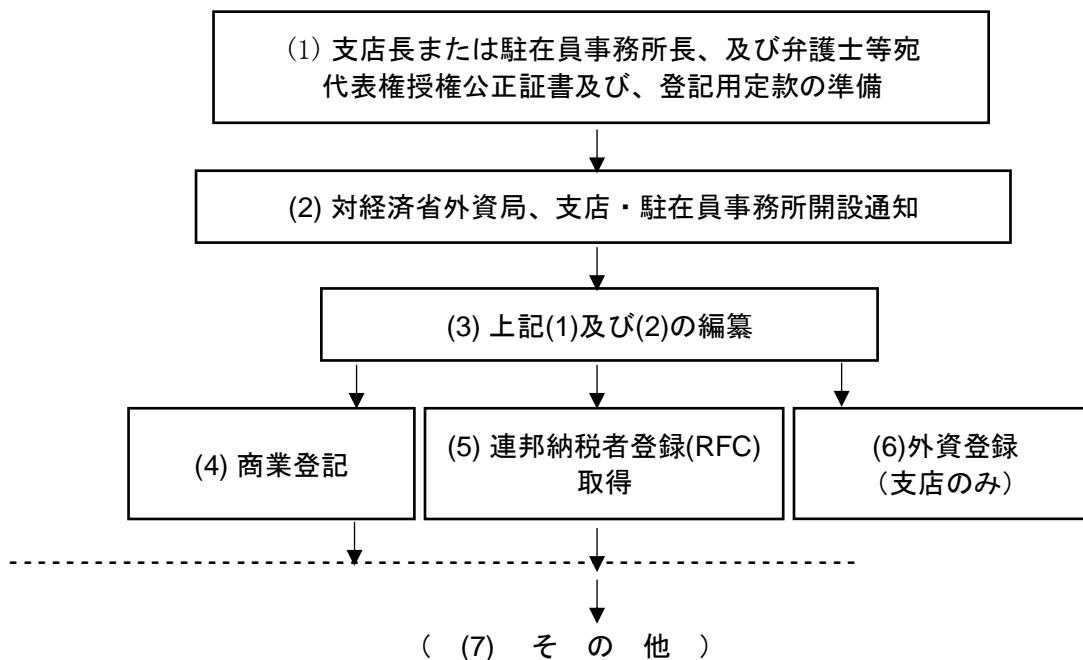 (1) 支店長または駐在員事務所長、及び弁護士等宛
代表権授権公正証書及び、登記用定款の準備
(2) 対経済省外資局、支店・駐在員事務所開設通知
(3) 上記(1)及び(2)の編纂
(4) 商業登記
(5) 連邦納税者登録(RFC)
取得
(6)外資登録
（支店のみ）
（ (7) そ の 他 ）